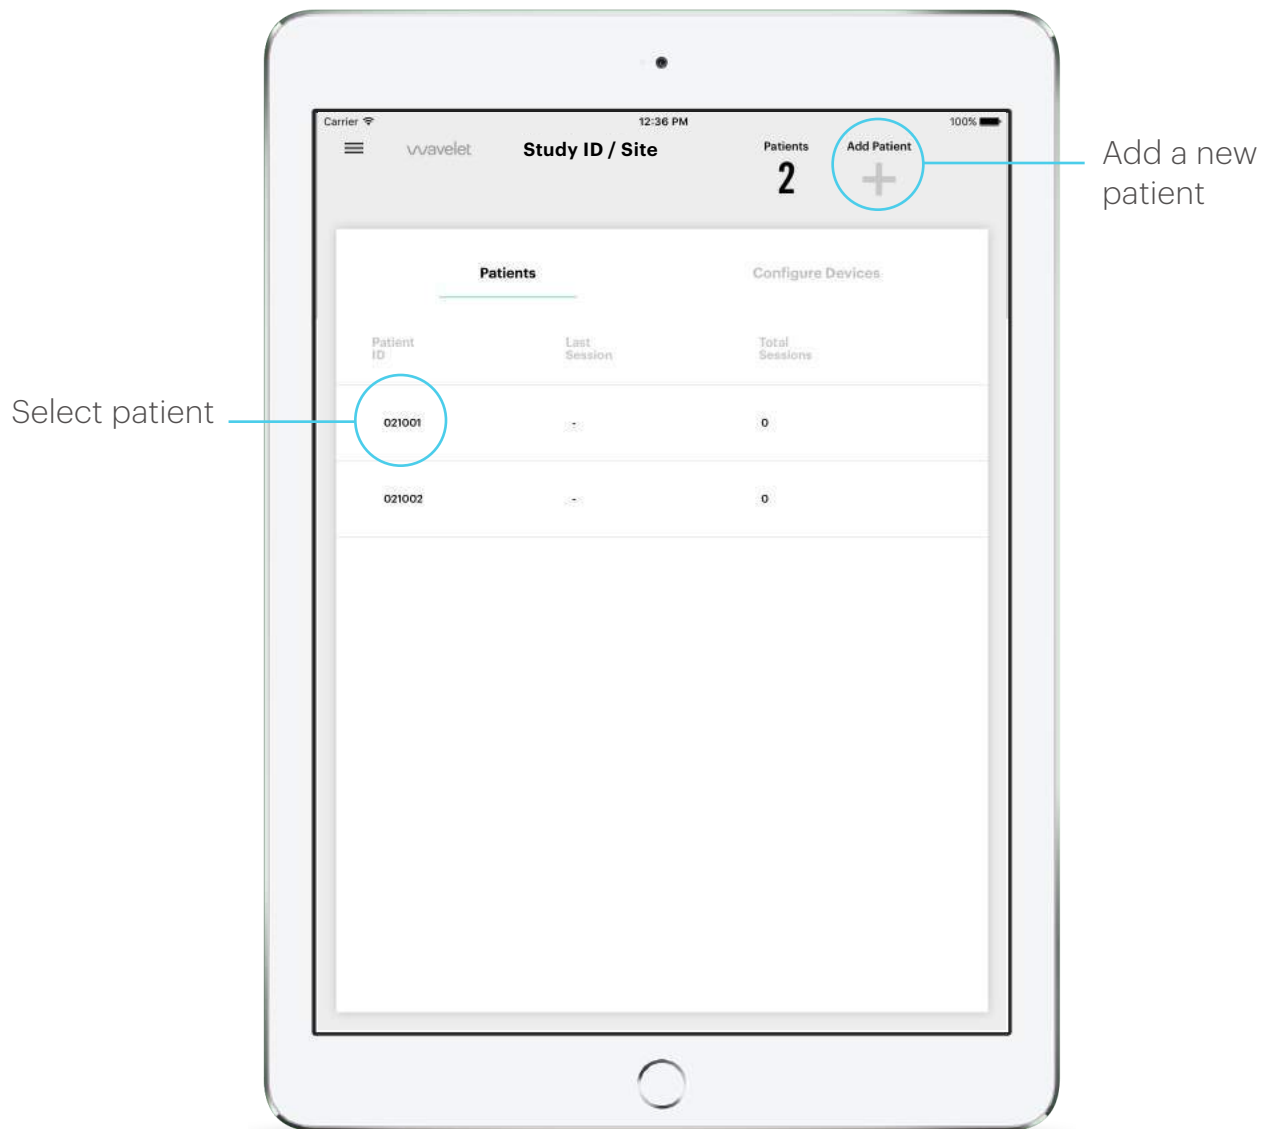 Carrier 12:36 PM 100%
wavelet Study ID / Site Patients Add Patient
2
Add a new
patient
Patients Configure Devices
Patient Last Total
ID Session Sessions
Select patient
021001 - 0
021002 - 0